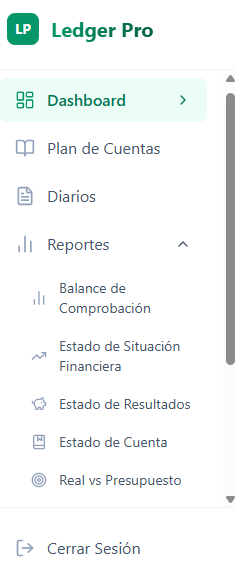 LP Ledger Pro
Dashboard
Plan de Cuentas
Diarios
Reportes
Balance de
Comprobación
Estado de Situación
Financiera
Estado de Resultados
Estado de Cuenta
Real vs Presupuesto
Cerrar Sesión